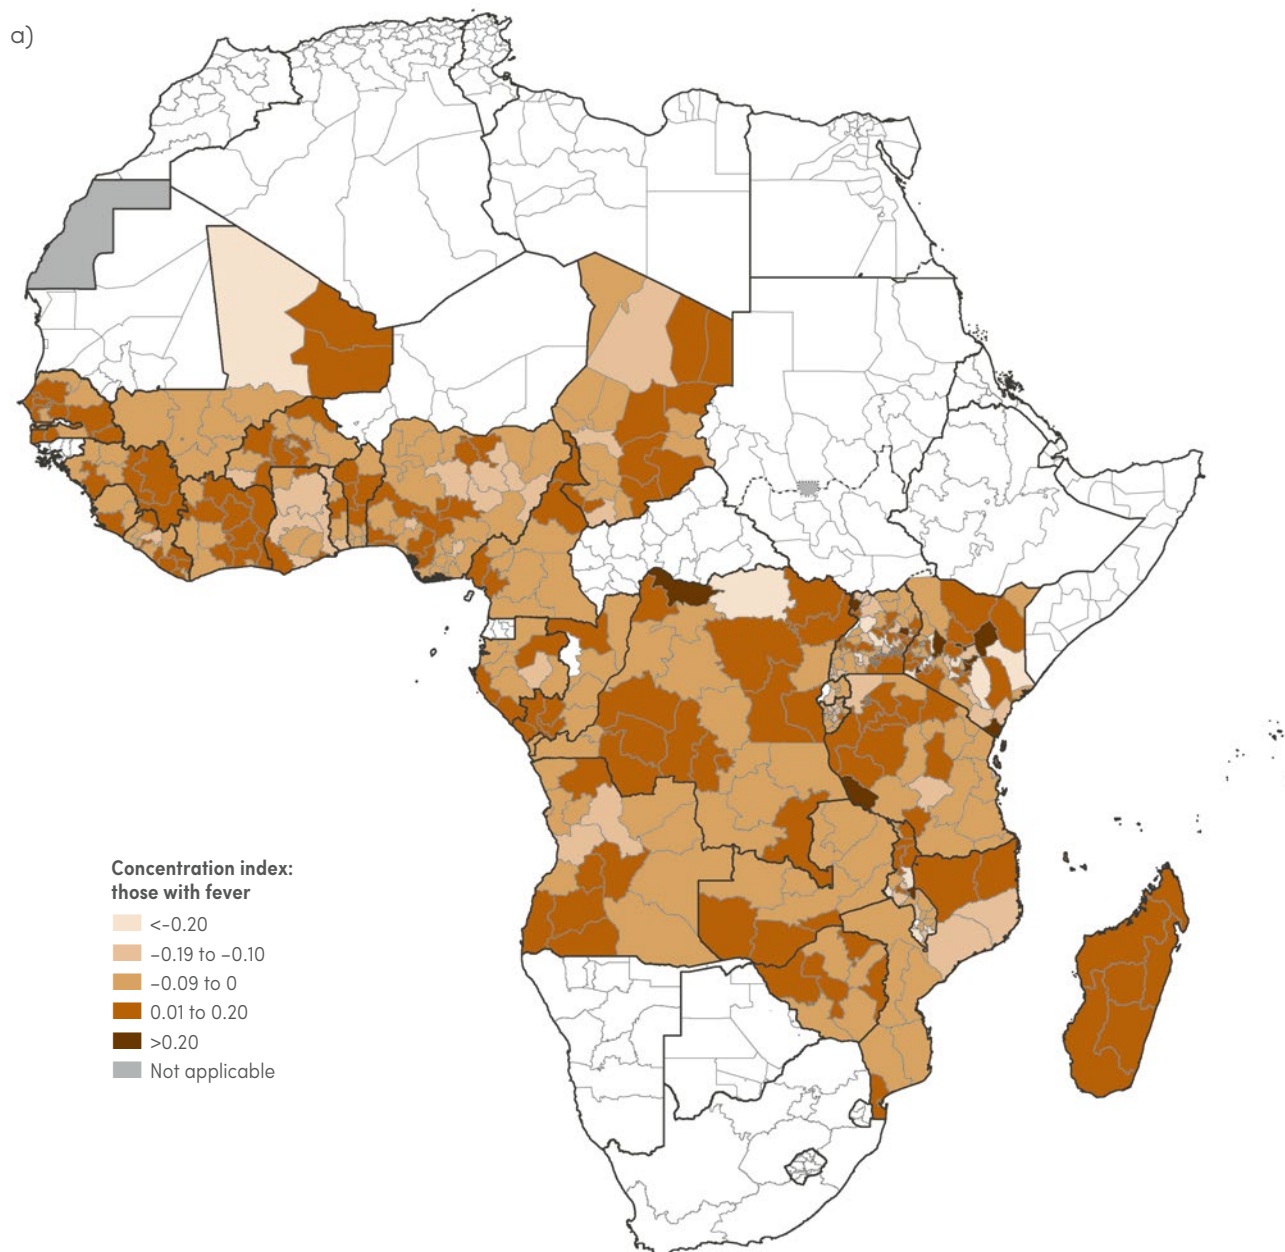 a)
Concentration index:
those with fever
<-0.20
-0.19 to -0.10
-0.09 to 0
0.01 to 0.20
>0.20
Not applicable